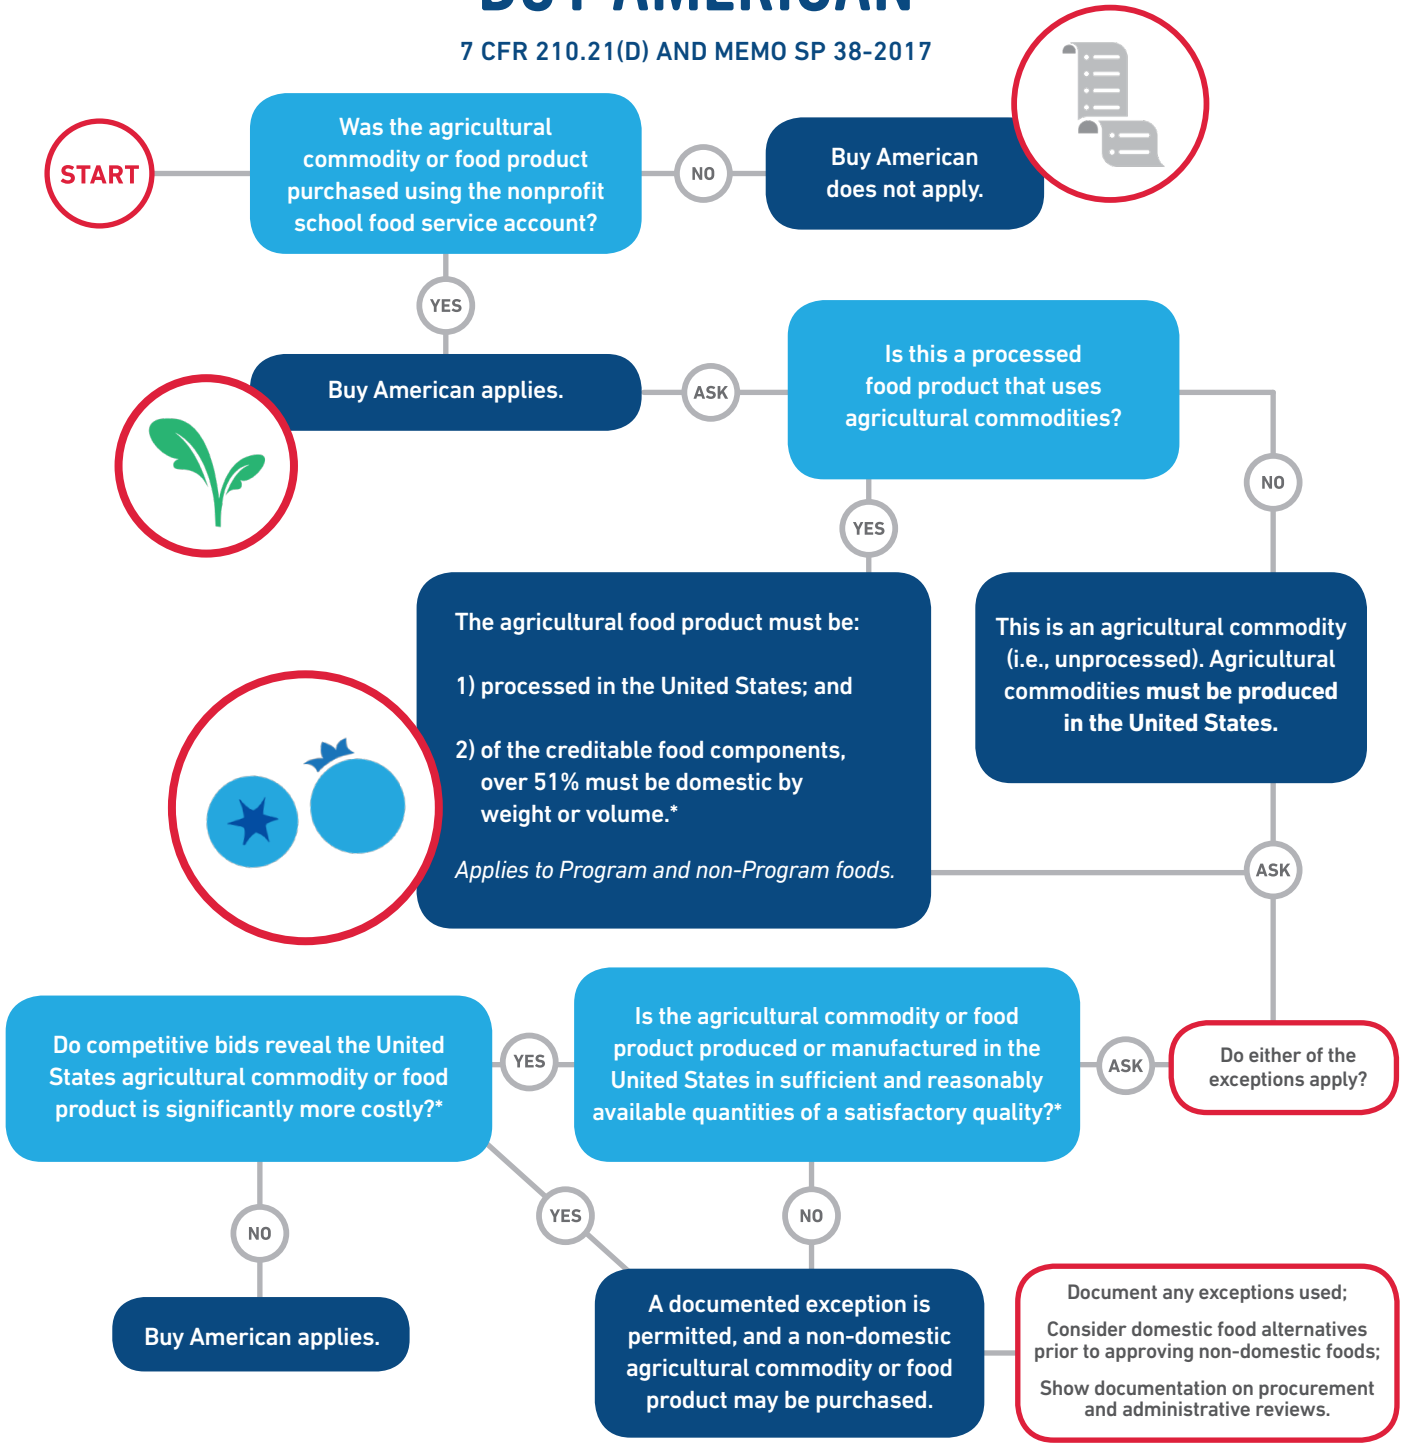 BUY AMERICAN
7 CFR 210.21(D) AND MEMO SP 38-2017
START
Was the agricultural
commodity or food product
purchased using the nonprofit
school food service account?
NO
Buy American
does not apply.
YES
Buy American applies.
ASK
Is this a processed
food product that uses
agricultural commodities?
YES
NO
The agricultural food product must be:
1) processed in the United States; and
2) of the creditable food components,
over 51% must be domestic by
weight or volume.*
Applies to Program and non-Program foods.
This is an agricultural commodity
(i.e., unprocessed). Agricultural
commodities must be produced
in the United States.
ASK
Do either of the
exceptions apply?
ASK
Is the agricultural commodity or food
product produced or manufactured in the
United States in sufficient and reasonably
available quantities of a satisfactory quality?*
YES
Do competitive bids reveal the United
States agricultural commodity or food
product is significantly more costly?*
NO
YES
NO
Buy American applies.
A documented exception is
permitted, and a non-domestic
agricultural commodity or food
product may be purchased.
Document any exceptions used;
Consider domestic food alternatives
prior to approving non-domestic foods;
Show documentation on procurement
and administrative reviews.